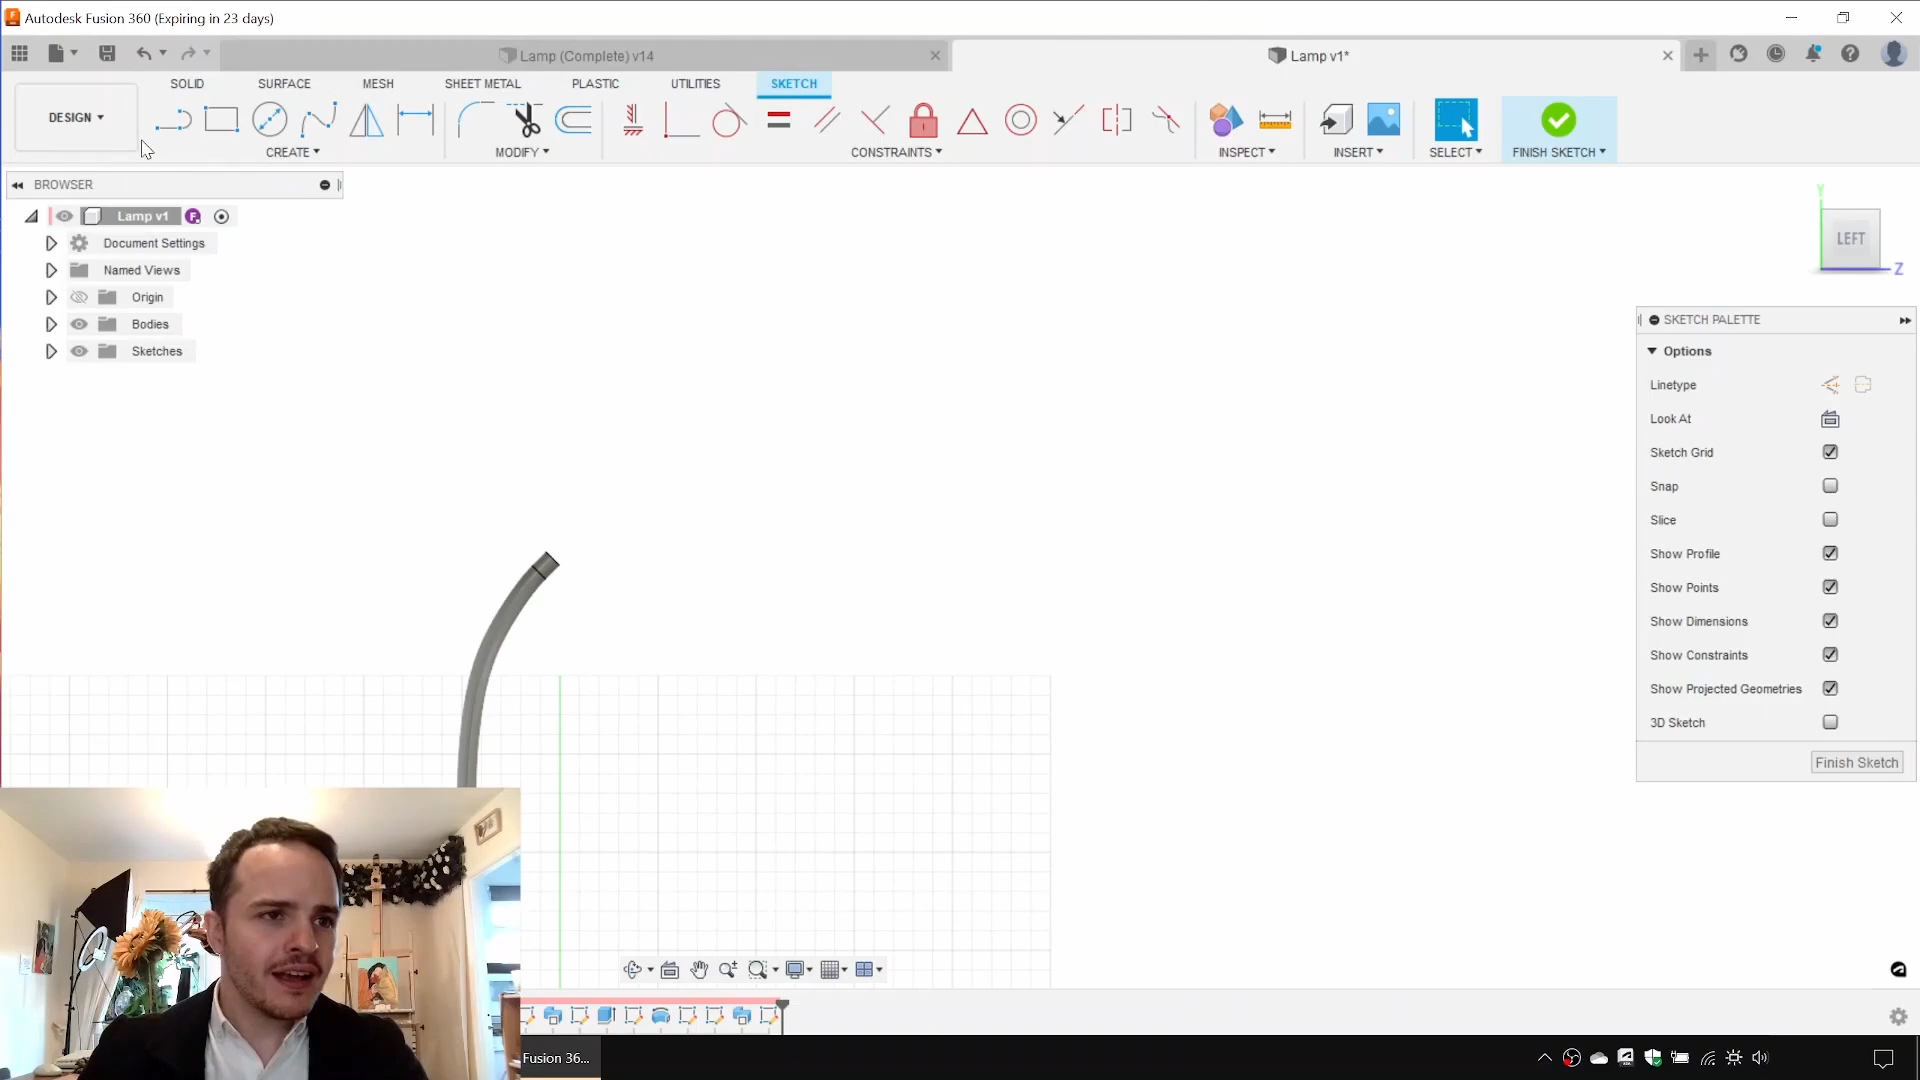 Autodesk Fusion 360 (Expiring in 23 days)
Lamp (Complete) v14
Lamp v1*
SOLID SURFACE MESH SHEET METAL PLASTIC UTILITIES SKETCH
DESIGN
CREATE MODIFY CONSTRAINTS INSPECT INSERT SELECT FINISH SKETCH
BROWSER
Lamp v1
Document Settings
Named Views
Origin
Bodies
Sketches
Y
LEFT
Z
SKETCH PALETTE
Options
Linetype
Look At
Sketch Grid
Snap
Slice
Show Profile
Show Points
Show Dimensions
Show Constraints
Show Projected Geometries
3D Sketch
Finish Sketch
Fusion 36...